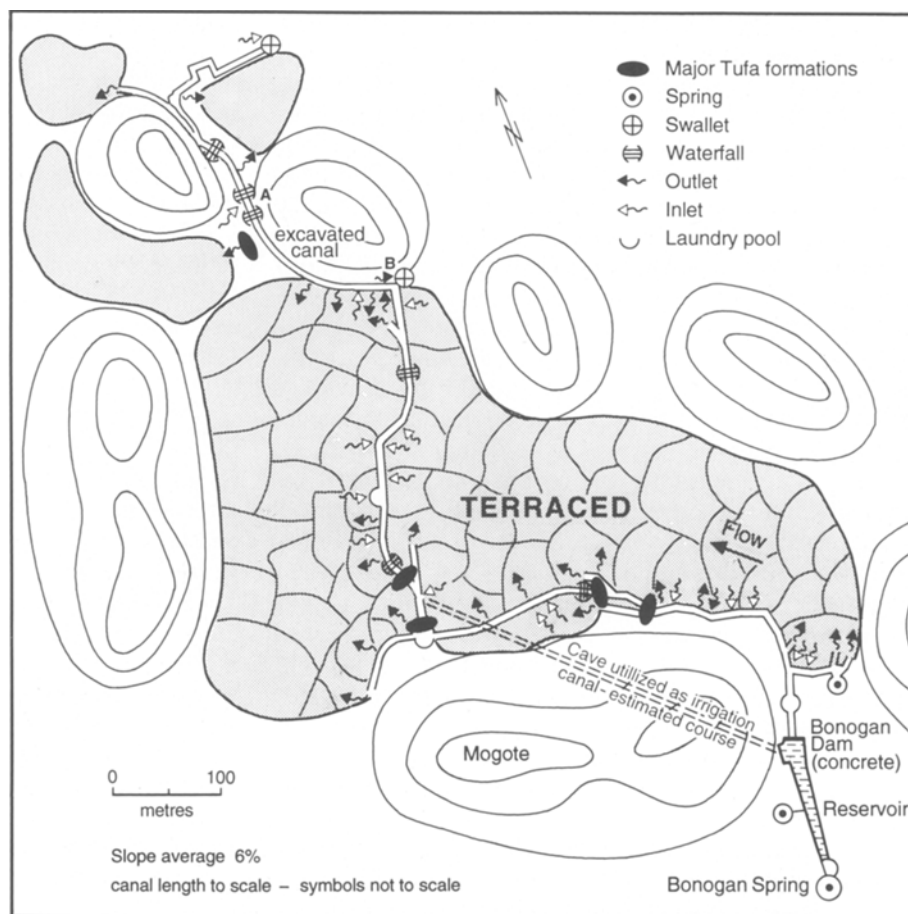 Major Tufa formations
Spring
Swallet
Waterfall
Outlet
Inlet
Laundry pool
N
A
excavated
canal
B
TERRACED
Flow
Cave utillized as irrigation
canal-estimated course
Mogote
Bonogan
Dam
(concrete)
Reservoir
Bonogan Spring
0 100
metres
Slope average 6%
canal length to scale – symbols not to scale